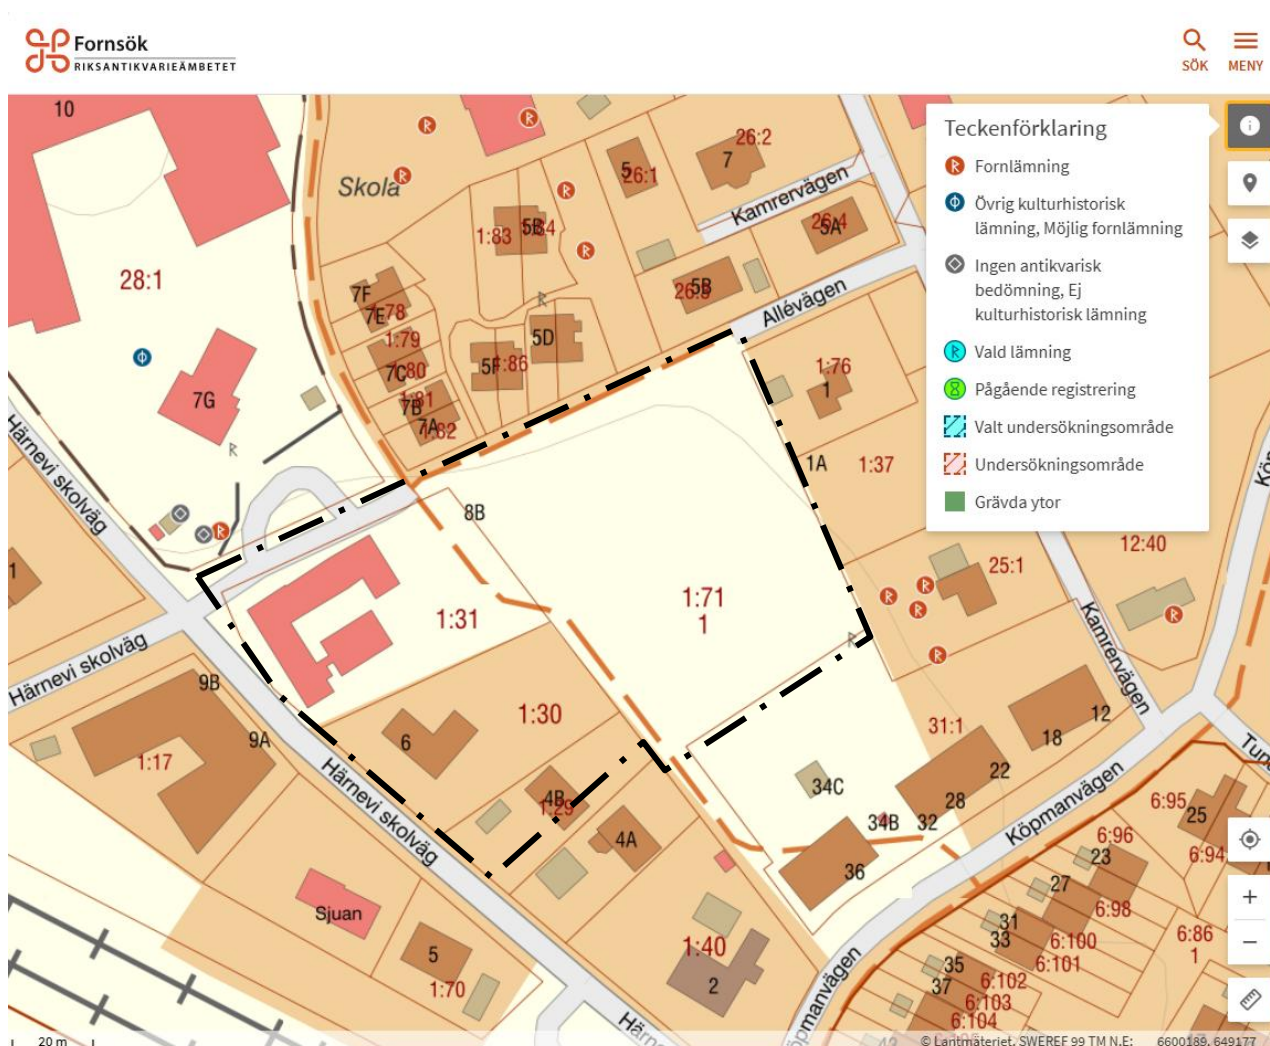 Fornsök
RIKSANTIKVARIEÄMBETET
SÖK
MENY
10
Skola
28:1
7G
7F
7E
1:78
1:79
7C
1:80
7B
1:81
7A
1:82
1:83
5B
1:84
5F
1:86
5D
5
26:1
26:2
7
Kamrervägen
26:4
5A
5B
Allévägen
Teckenförklaring
Fornlämning
Övrig kulturhistorisk
lämning, Möjlig fornlämning
Ingen antikvarisk
bedömning, Ej
kulturhistorisk lämning
Vald lämning
Pågående registrering
Valt undersökningsområde
Undersökningsområde
Grävda ytor
1:76
1
1A
1:37
Härnevi skolväg
8B
1:31
1:71
1
25:1
12:40
1
Härnevi skolväg
9B
9A
1:17
1:30
6
4B
1:29
4A
Härnevi skolväg
31:1
Kamrervägen
12
18
22
28
32
34B
34C
36
Köpmanvägen
6:95
25
6:96
6:94
23
27
6:98
31
33
6:100
6:101
6:86
1
35
37
6:102
6:103
6:104
Sjuan
5
1:70
1:40
2
Köpmanvägen
20 m
© Lantmäteriet, SWEREF 99 TM N,E: 6600189, 649177